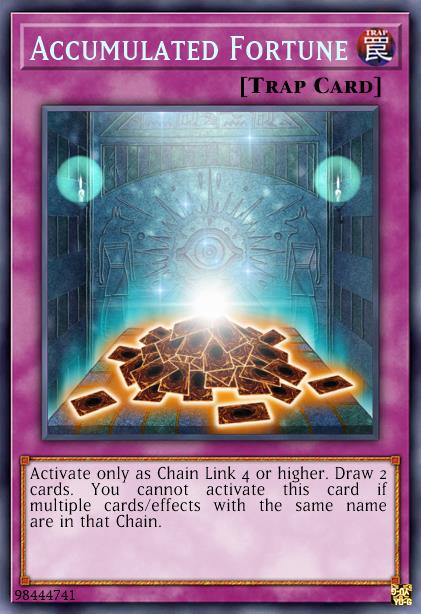 ACCUMULATED FORTUNE
TRAP
罠
[TRAP CARD]
Activate only as Chain Link 4 or higher. Draw 2
cards. You cannot activate this card if
multiple cards/effects with the same name
are in that Chain.
98444741